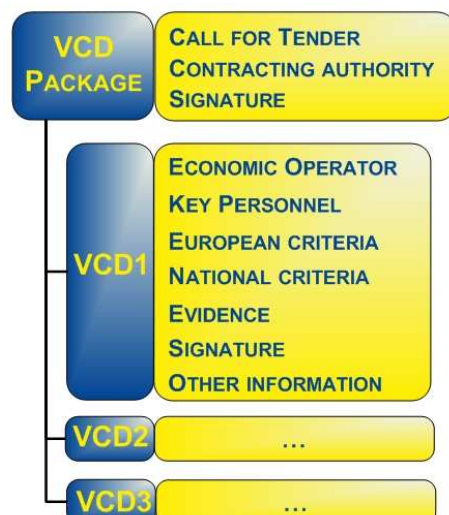 VCD
PACKAGE
CALL FOR TENDER
CONTRACTING AUTHORITY
SIGNATURE
VCD1
ECONOMIC OPERATOR
KEY PERSONNEL
EUROPEAN CRITERIA
NATIONAL CRITERIA
EVIDENCE
SIGNATURE
OTHER INFORMATION
VCD2
...
VCD3
...